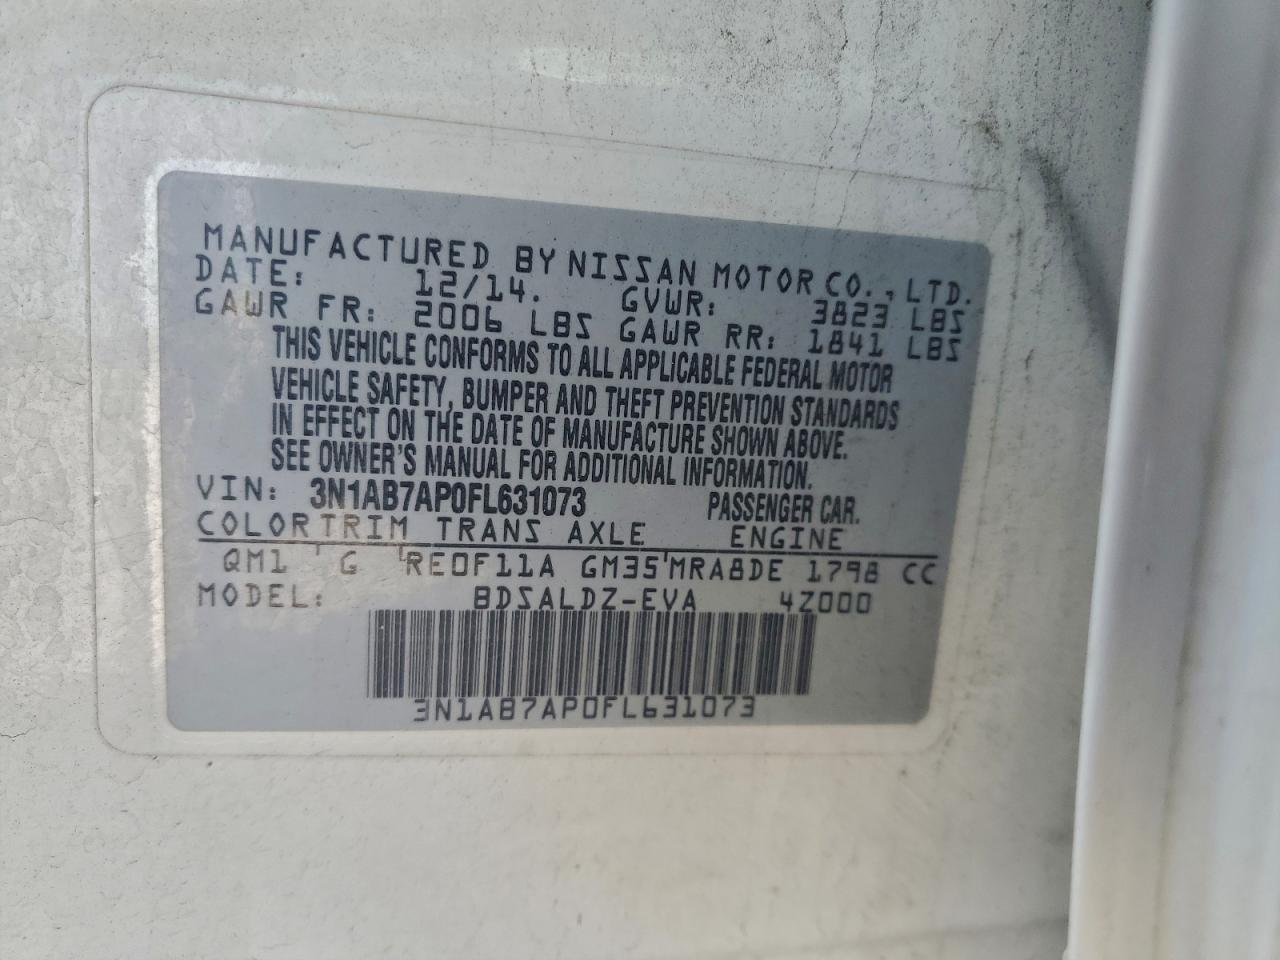 MANUFACTURED BY NISSAN MOTOR CO., LTD.
DATE: 12/14. GVWR: 3823 LBS
GAWR FR: 2006 LBS GAWR RR: 1841 LBS
THIS VEHICLE CONFORMS TO ALL APPLICABLE FEDERAL MOTOR
VEHICLE SAFETY, BUMPER AND THEFT PREVENTION STANDARDS
IN EFFECT ON THE DATE OF MANUFACTURE SHOWN ABOVE.
SEE OWNER'S MANUAL FOR ADDITIONAL INFORMATION.
VIN: 3N1AB7AP0FL631073 PASSENGER CAR.
COLOR TRIM TRANS AXLE ENGINE
QM1 G RE0F11A GM35 MRA8DE 1798 CC
MODEL: BDSALDZ-EVA 4Z000
3N1AB7AP0FL631073